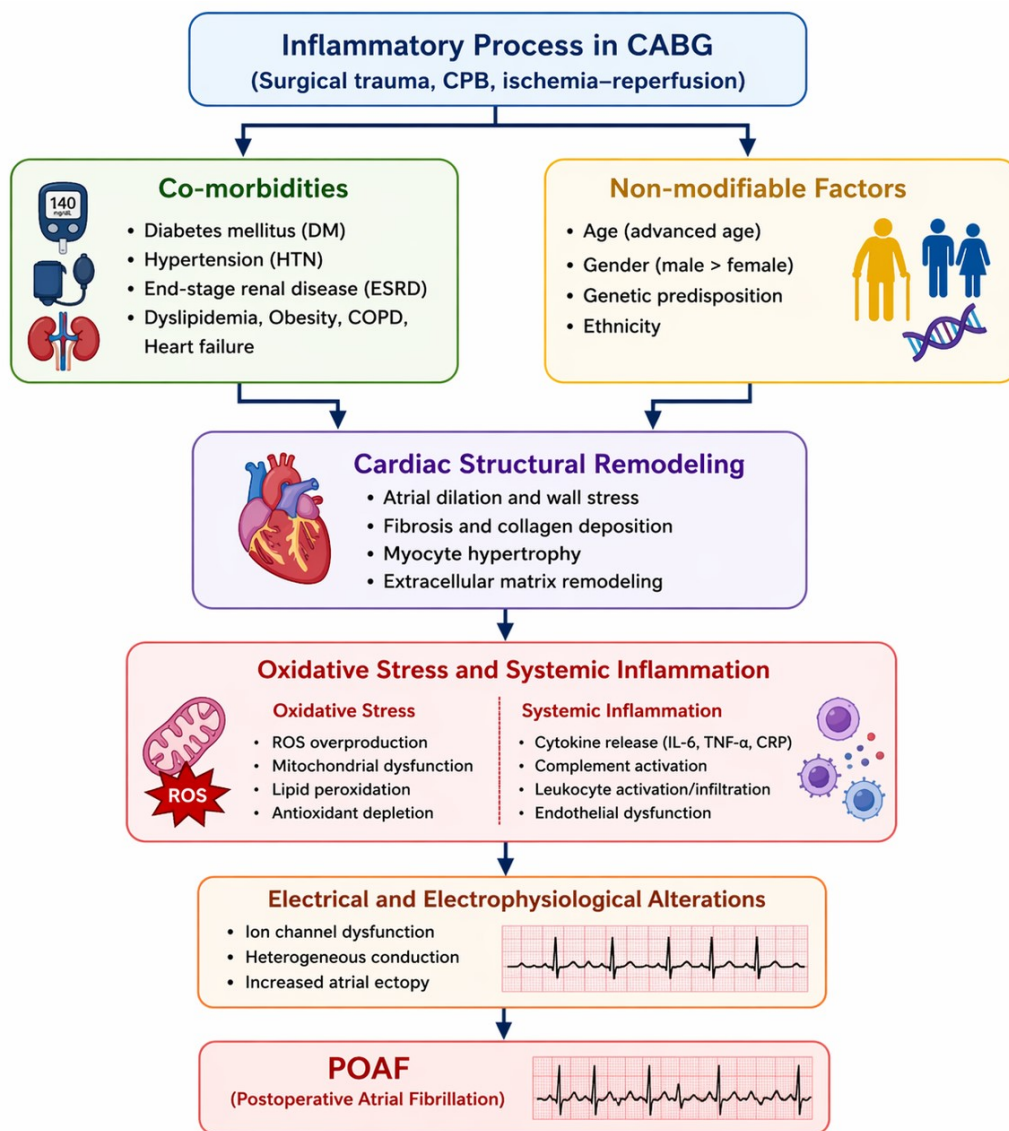 Inflammatory Process in CABG
(Surgical trauma, CPB, ischemia–reperfusion)
Co-morbidities
140
mg/dL
• Diabetes mellitus (DM)
• Hypertension (HTN)
• End-stage renal disease (ESRD)
• Dyslipidemia, Obesity, COPD,
Heart failure
Non-modifiable Factors
• Age (advanced age)
• Gender (male > female)
• Genetic predisposition
• Ethnicity
Cardiac Structural Remodeling
• Atrial dilation and wall stress
• Fibrosis and collagen deposition
• Myocyte hypertrophy
• Extracellular matrix remodeling
Oxidative Stress and Systemic Inflammation
Oxidative Stress
• ROS overproduction
• Mitochondrial dysfunction
• Lipid peroxidation
• Antioxidant depletion
ROS
Systemic Inflammation
• Cytokine release (IL-6, TNF-α, CRP)
• Complement activation
• Leukocyte activation/infiltration
• Endothelial dysfunction
Electrical and Electrophysiological Alterations
• Ion channel dysfunction
• Heterogeneous conduction
• Increased atrial ectopy
POAF
(Postoperative Atrial Fibrillation)